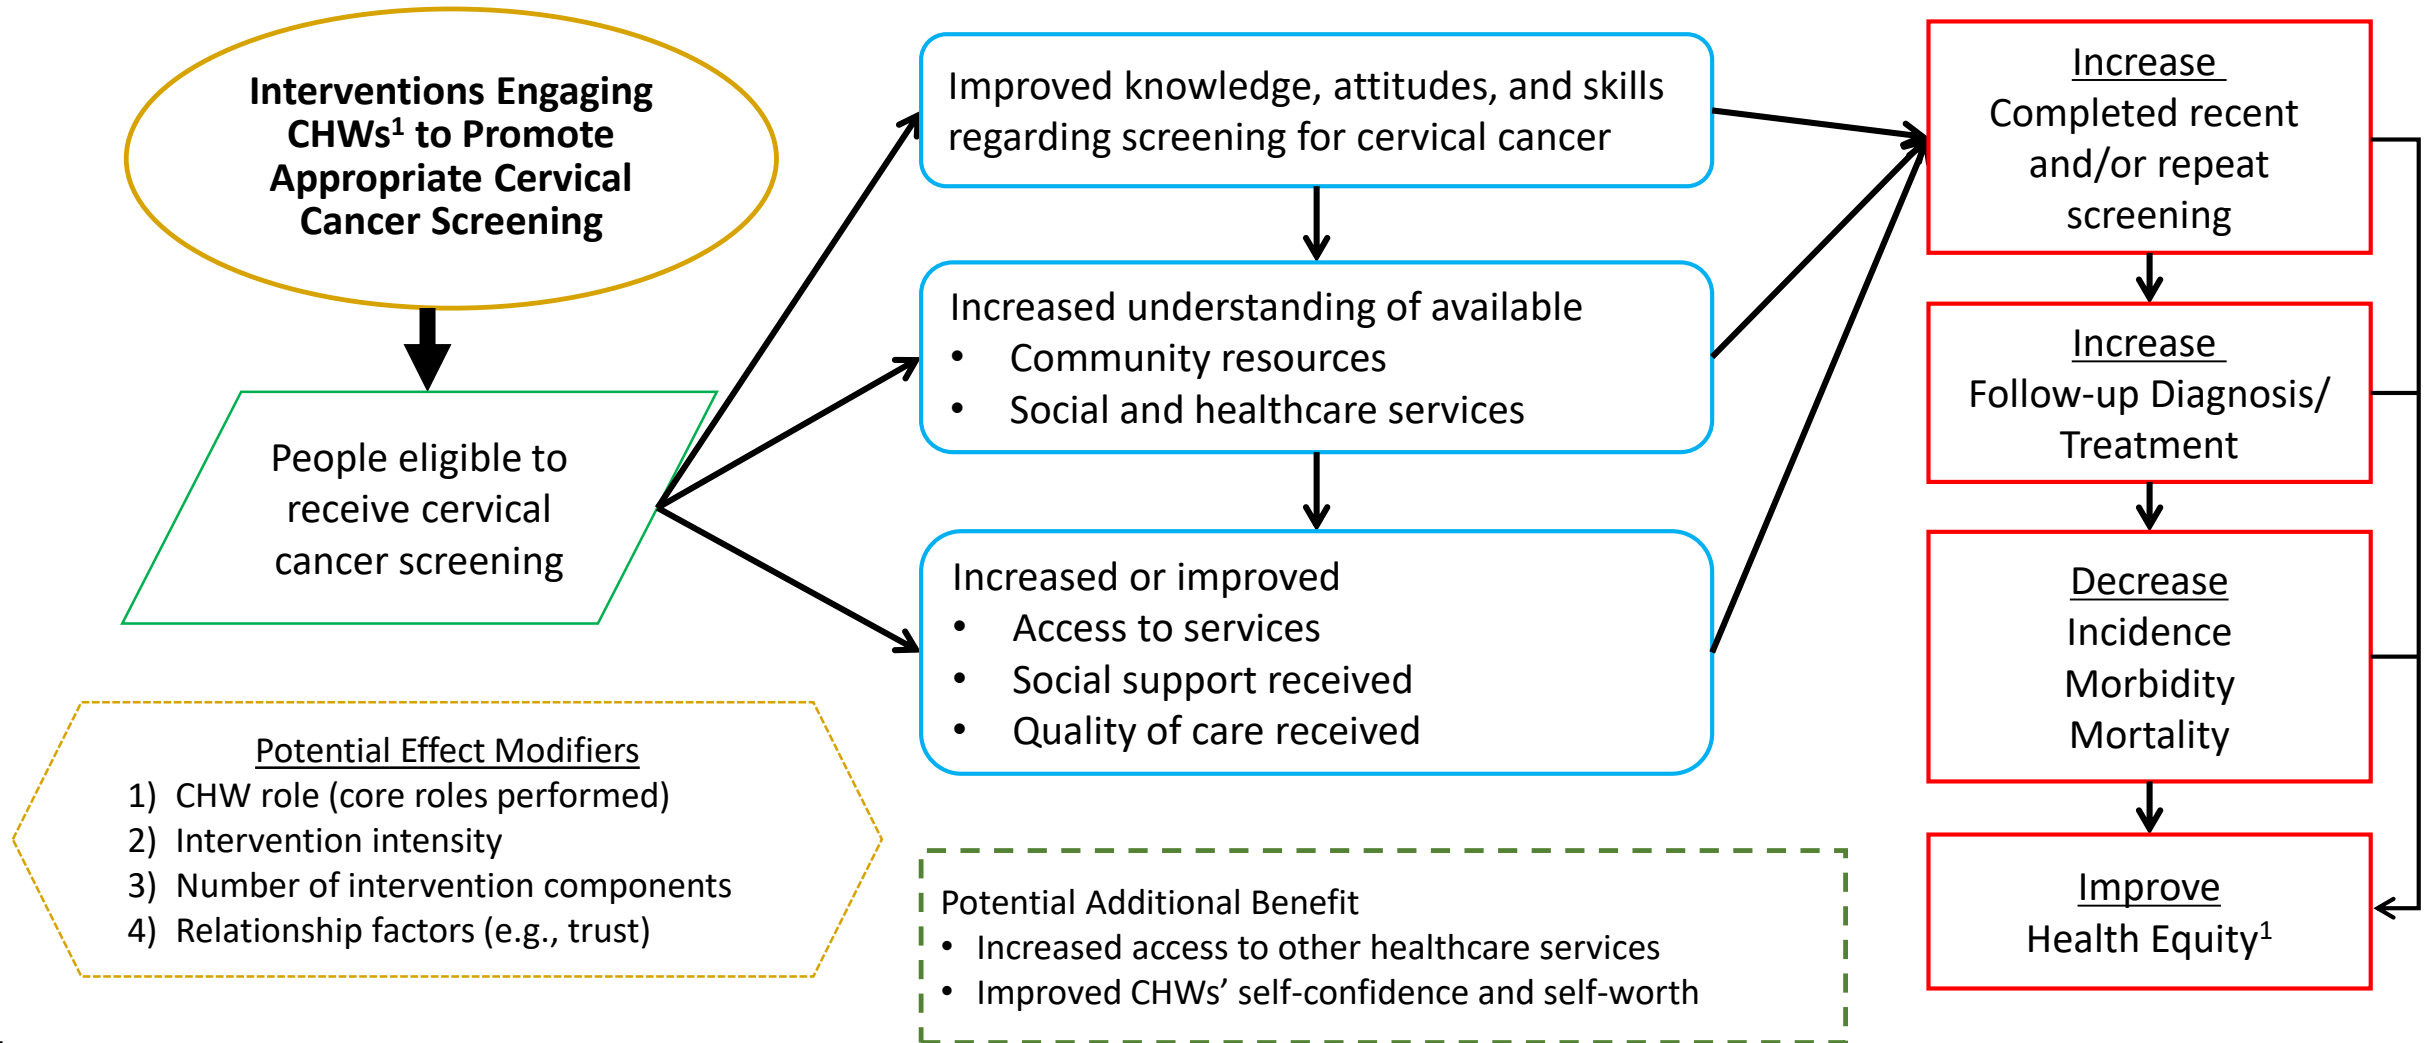 Interventions Engaging
CHWs¹ to Promote
Appropriate Cervical
Cancer Screening
People eligible to
receive cervical
cancer screening
Potential Effect Modifiers
1) CHW role (core roles performed)
2) Intervention intensity
3) Number of intervention components
4) Relationship factors (e.g., trust)
Improved knowledge, attitudes, and skills
regarding screening for cervical cancer
Increased understanding of available
• Community resources
• Social and healthcare services
Increased or improved
• Access to services
• Social support received
• Quality of care received
Potential Additional Benefit
• Increased access to other healthcare services
• Improved CHWs’ self-confidence and self-worth
Increase
Completed recent
and/or repeat
screening
Increase
Follow-up Diagnosis/
Treatment
Decrease
Incidence
Morbidity
Mortality
Improve
Health Equity¹